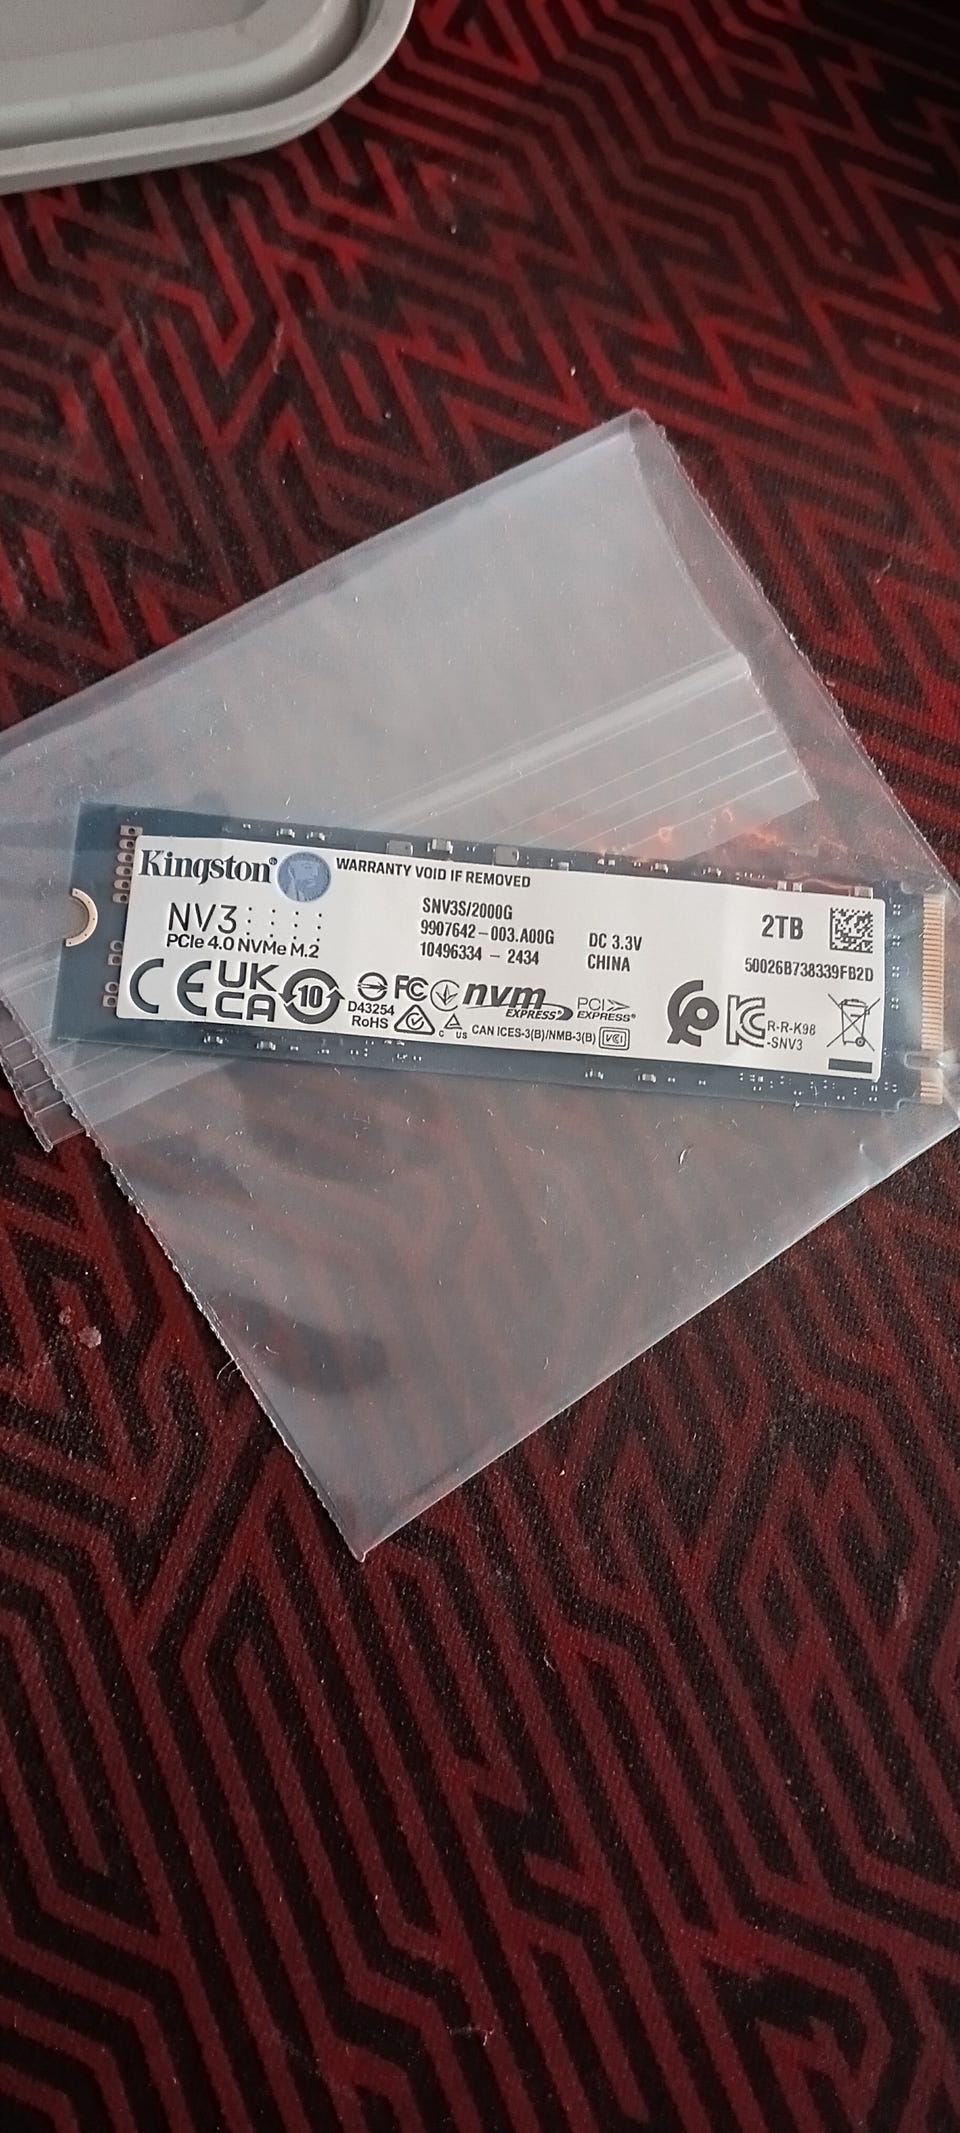 Kingston®
WARRANTY VOID IF REMOVED
NV3
PCIe 4.0 NVMe M.2
SNV3S/2000G
9907642-003.A00G
10496334 - 2434
DC 3.3V
CHINA
2TB
50026B738339FB2D
CE
UK
CA
10
D43254
RoHS
FC
nvm
EXPRESS
PCI
EXPRESS®
c us
CAN ICES-3(B)/NMB-3(B)
VCI
R-R-K98
-SNV3